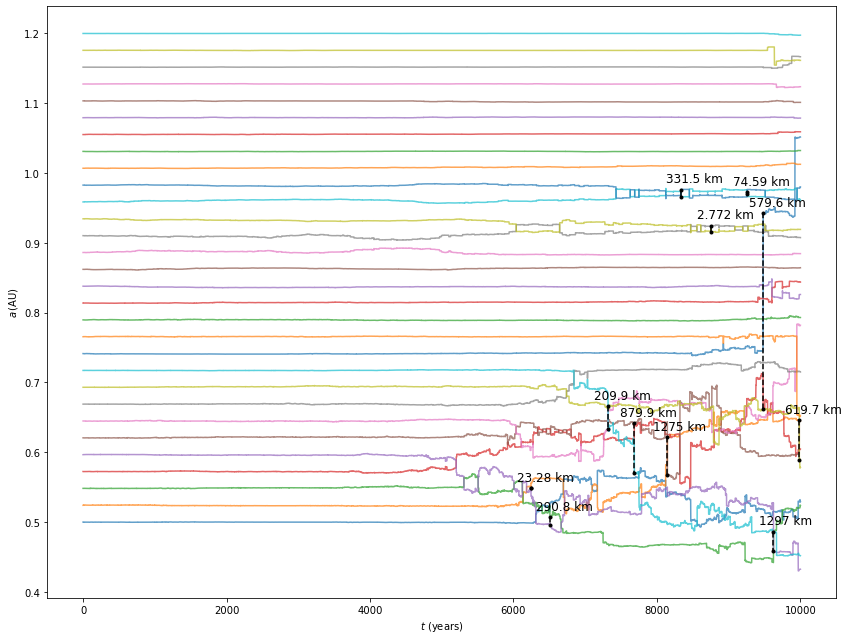 1.2
1.1
1.0
0.9
0.8
0.7
0.6
0.5
0.4
a(AU)
331.5 km
74.59 km
579.6 km
2.772 km
209.9 km
879.9 km
1275 km
619.7 km
23.28 km
290.8 km
1297 km
0 2000 4000 6000 8000 10000
t (years)